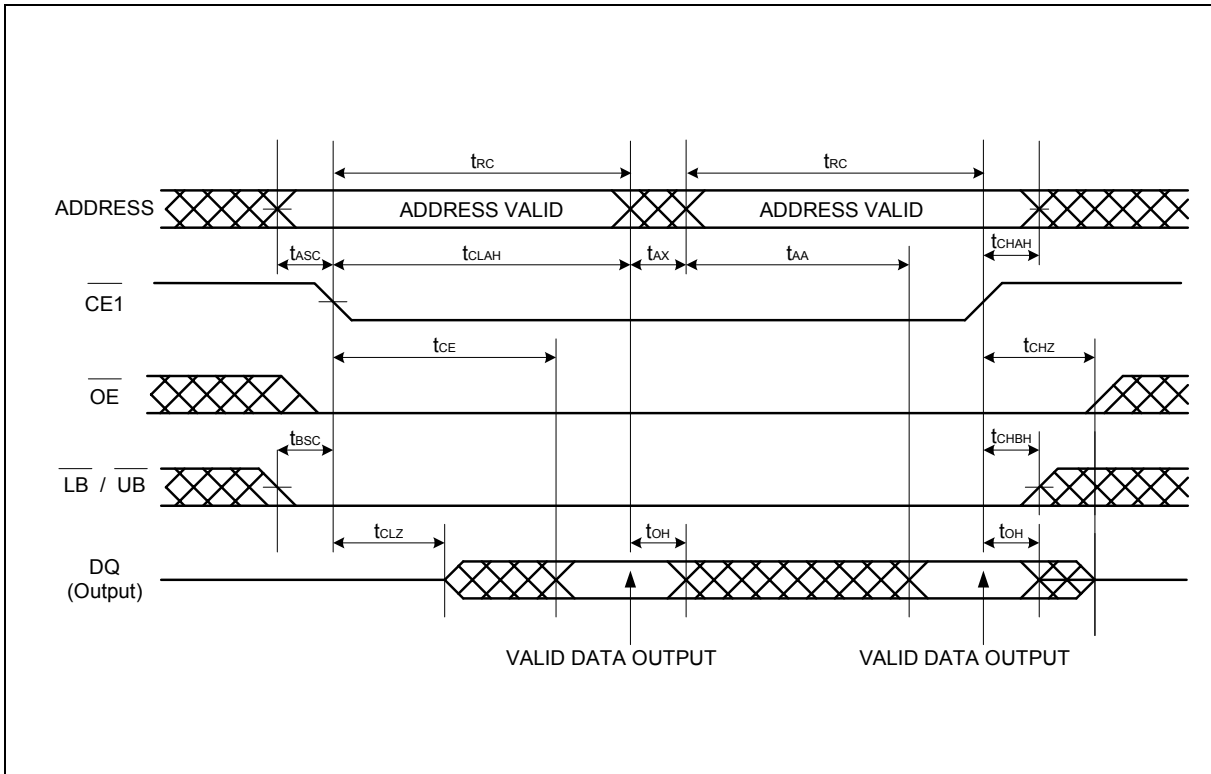 tRC tRC
ADDRESS ADDRESS VALID ADDRESS VALID
tASC tCLAH tAX tAA tCHAH
CE1
tCE tCHZ
OE
tBSC tCHBH
LB / UB
tCLZ tOH tOH
DQ
(Output)
VALID DATA OUTPUT VALID DATA OUTPUT